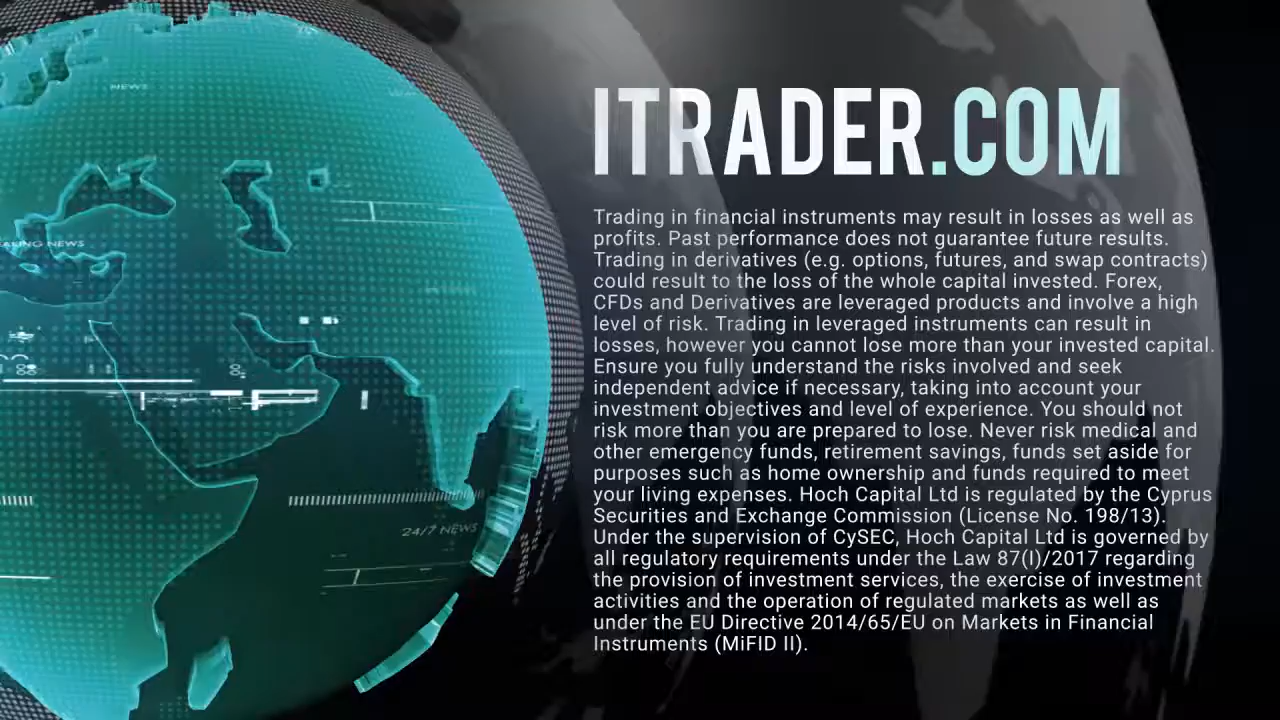 NEWS
ITRADER.COM
Trading in financial instruments may result in losses as well as
profits. Past performance does not guarantee future results.
Trading in derivatives (e.g. options, futures, and swap contracts)
could result to the loss of the whole capital invested. Forex,
CFDs and Derivatives are leveraged products and involve a high
level of risk. Trading in leveraged instruments can result in
losses, however you cannot lose more than your invested capital.
Ensure you fully understand the risks involved and seek
independent advice if necessary, taking into account your
investment objectives and level of experience. You should not
risk more than you are prepared to lose. Never risk medical and
other emergency funds, retirement savings, funds set aside for
purposes such as home ownership and funds required to meet
your living expenses. Hoch Capital Ltd is regulated by the Cyprus
Securities and Exchange Commission (License No. 198/13).
Under the supervision of CySEC, Hoch Capital Ltd is governed by
all regulatory requirements under the Law 87(I)/2017 regarding
the provision of investment services, the exercise of investment
activities and the operation of regulated markets as well as
under the EU Directive 2014/65/EU on Markets in Financial
Instruments (MiFID II).
NEWS
24/7 NEWS